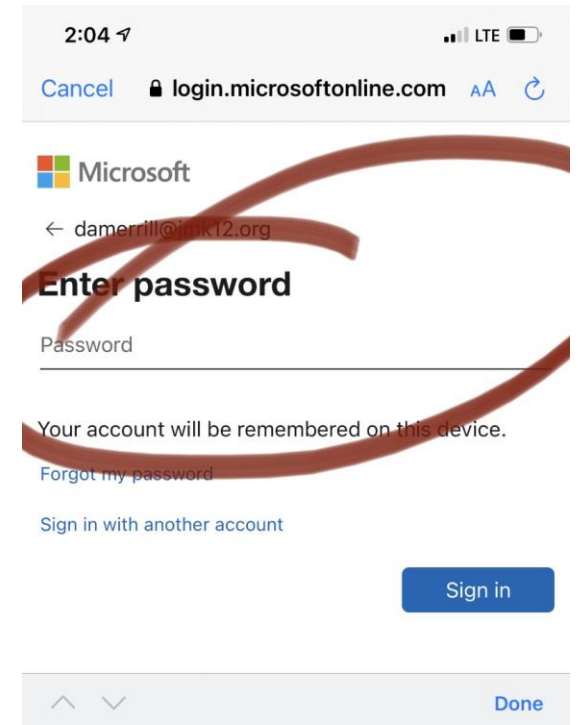 2:04 LTE
Cancel login.microsoftonline.com AA
Microsoft
← damerrill@jmk12.org
Enter password
Password
Your account will be remembered on this device.
Forgot my password
Sign in with another account
Sign in
Done